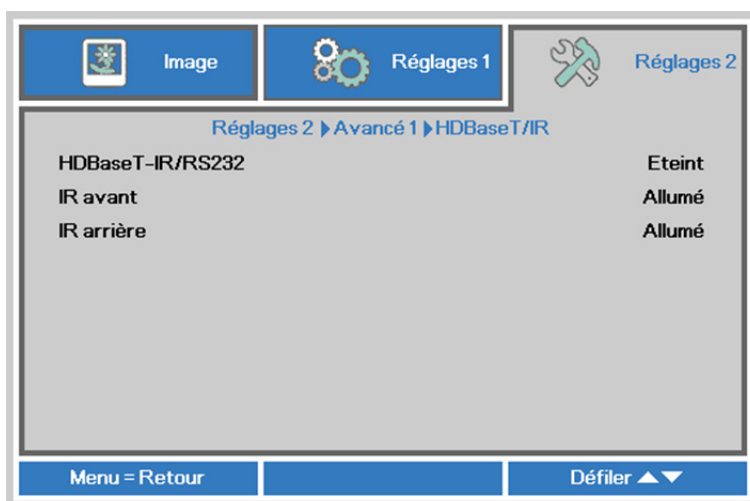 Image
Réglages 1
Réglages 2
Réglages 2 ▶ Avancé 1 ▶ HDBaseT/IR
HDBaseT-IR/RS232 Eteint
IR avant Allumé
IR arrière Allumé
Menu = Retour
Défiler ▲▼